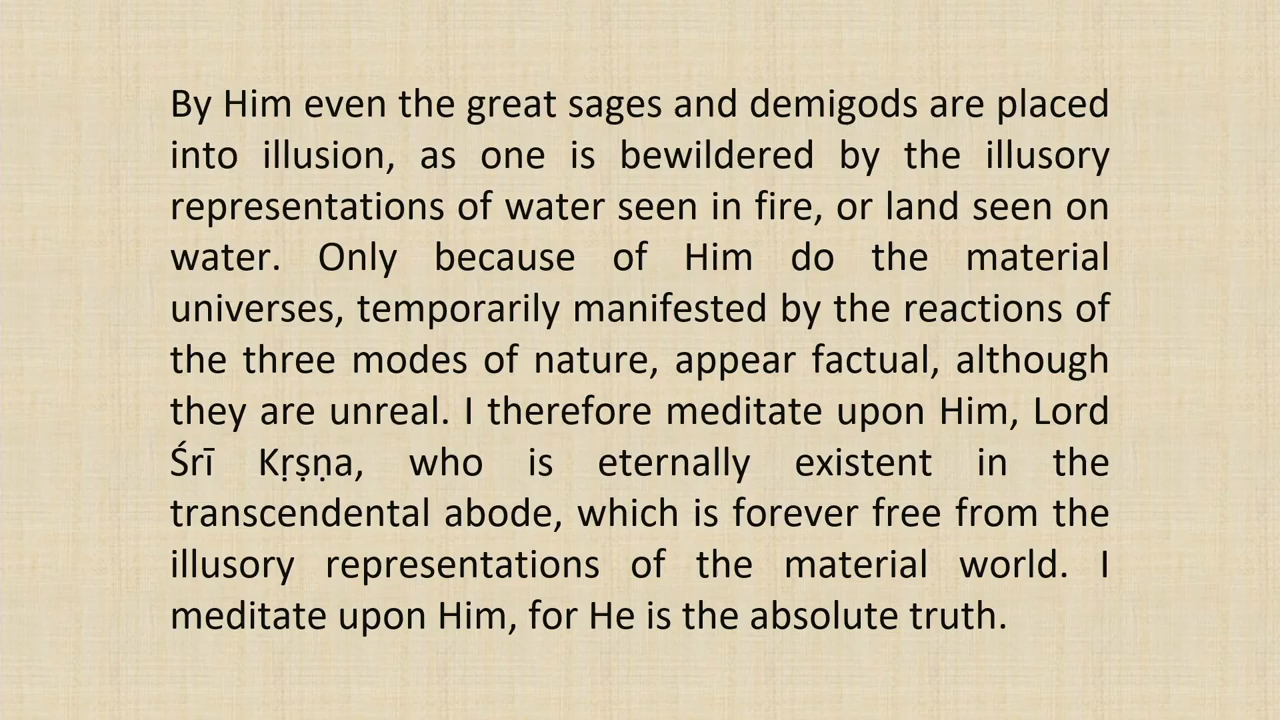 By Him even the great sages and demigods are placed
into illusion, as one is bewildered by the illusory
representations of water seen in fire, or land seen on
water. Only because of Him do the material
universes, temporarily manifested by the reactions of
the three modes of nature, appear factual, although
they are unreal. I therefore meditate upon Him, Lord
Śrī Kṛṣṇa, who is eternally existent in the
transcendental abode, which is forever free from the
illusory representations of the material world. I
meditate upon Him, for He is the absolute truth.